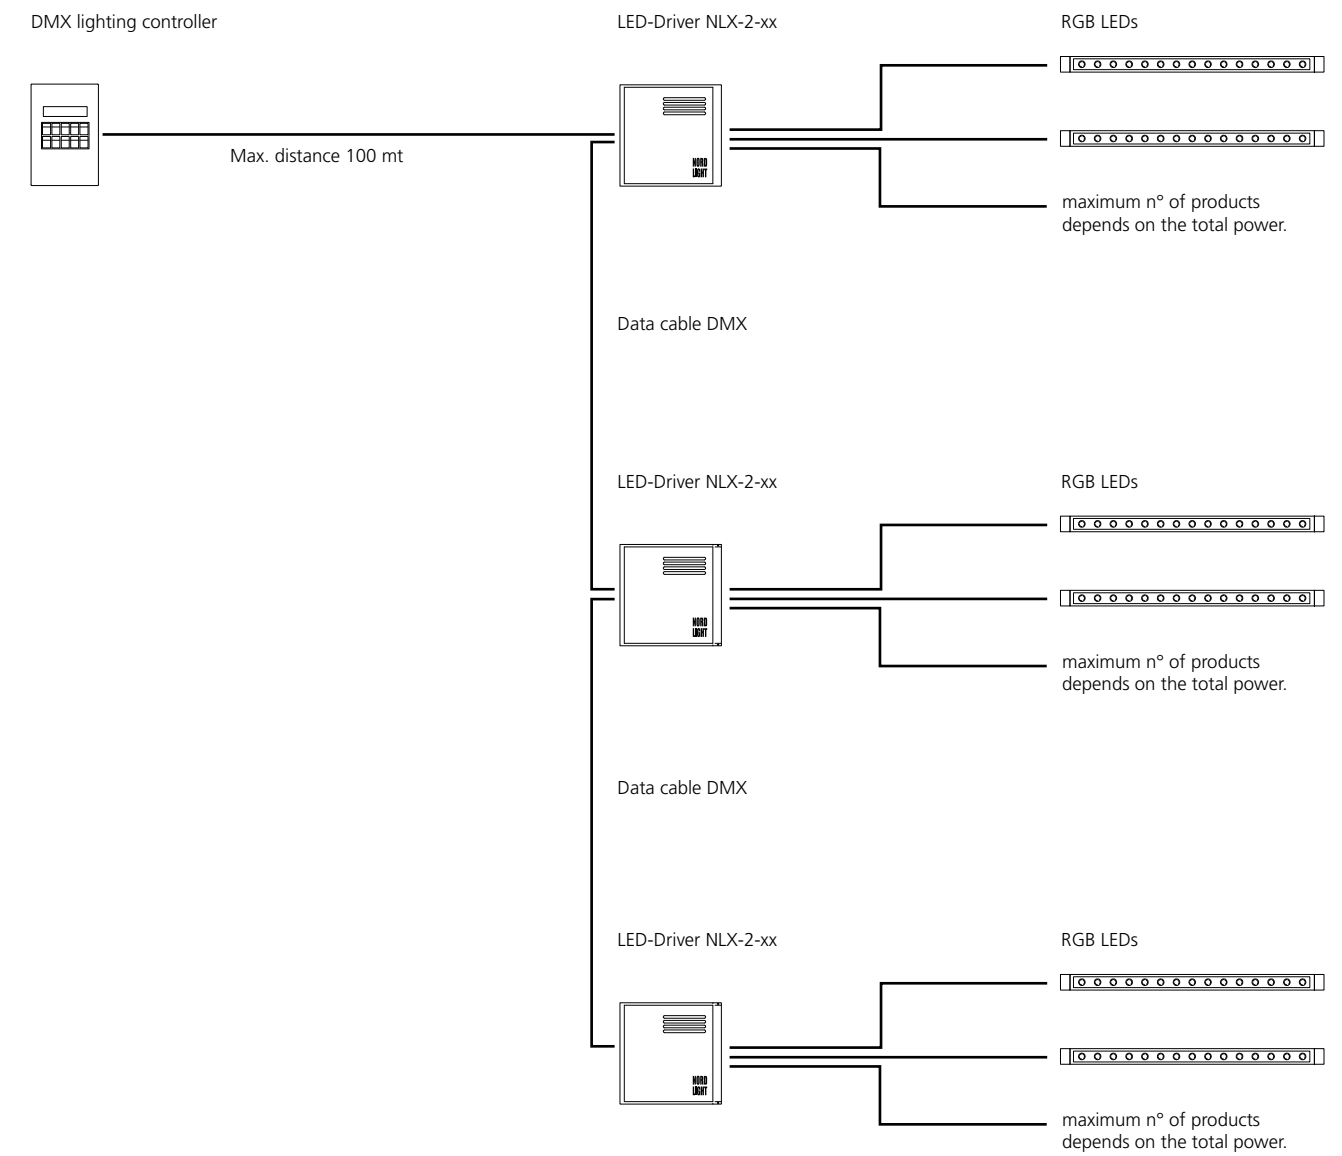 DMX lighting controller
LED-Driver NLX-2-xx
RGB LEDs
Max. distance 100 mt
NORD
LIGHT
maximum n° of products
depends on the total power.
Data cable DMX
LED-Driver NLX-2-xx
RGB LEDs
NORD
LIGHT
maximum n° of products
depends on the total power.
Data cable DMX
LED-Driver NLX-2-xx
RGB LEDs
NORD
LIGHT
maximum n° of products
depends on the total power.